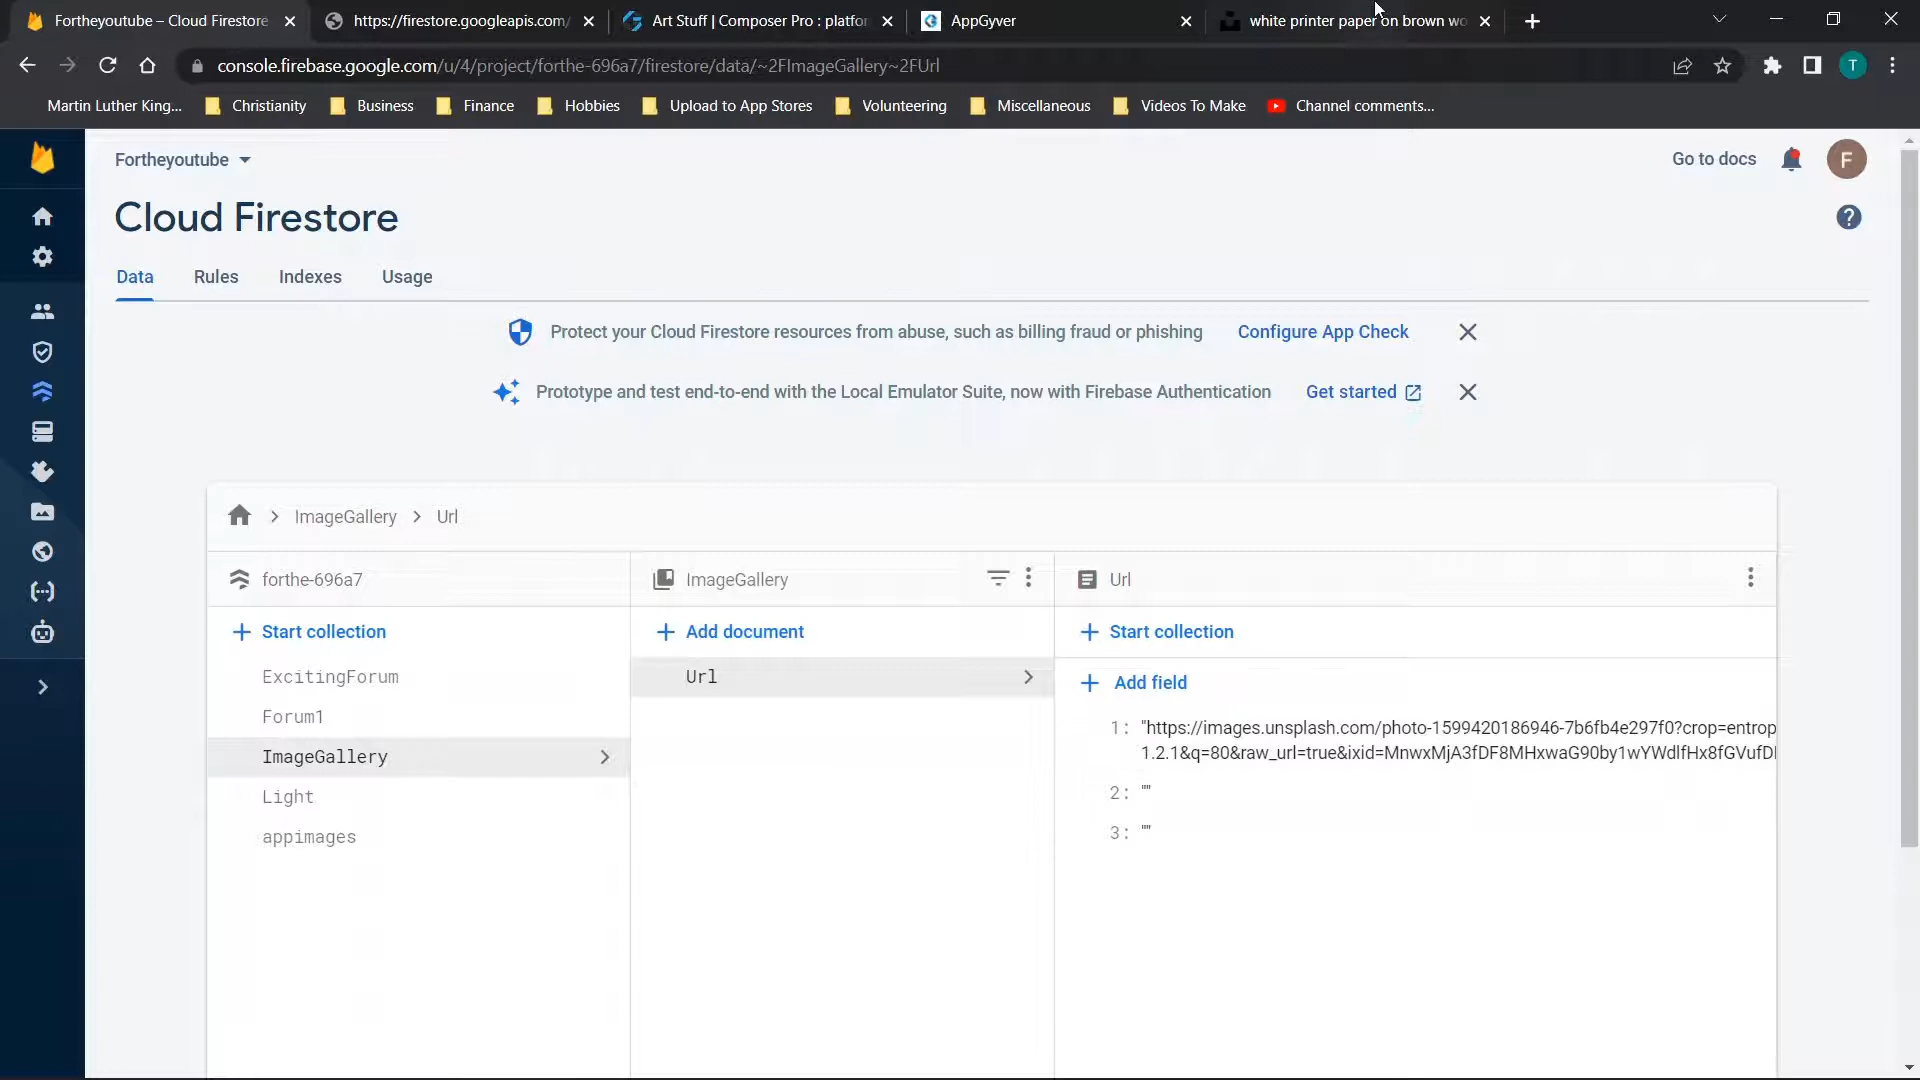 Fortheyoutube – Cloud Firestore
https://firestore.googleapis.com/
Art Stuff | Composer Pro : platfor
AppGyver
white printer paper on brown wo
console.firebase.google.com/u/4/project/forthe-696a7/firestore/data/~2FImageGallery~2FUrl
T
Martin Luther King...
Christianity
Business
Finance
Hobbies
Upload to App Stores
Volunteering
Miscellaneous
Videos To Make
Channel comments...
Fortheyoutube
Go to docs
F
Cloud Firestore
Data
Rules
Indexes
Usage
Protect your Cloud Firestore resources from abuse, such as billing fraud or phishing
Configure App Check
Prototype and test end-to-end with the Local Emulator Suite, now with Firebase Authentication
Get started
ImageGallery > Url
forthe-696a7
ImageGallery
Url
+ Start collection
+ Add document
+ Start collection
ExcitingForum
Forum1
ImageGallery
Light
appimages
Url
+ Add field
1: "https://images.unsplash.com/photo-1599420186946-7b6fb4e297f0?crop=entrop
1.2.1&q=80&raw_url=true&ixid=MnwxMjA3fDF8MHxwaG90by1wYWdlfHx8fGVufDl
2: ""
3: ""